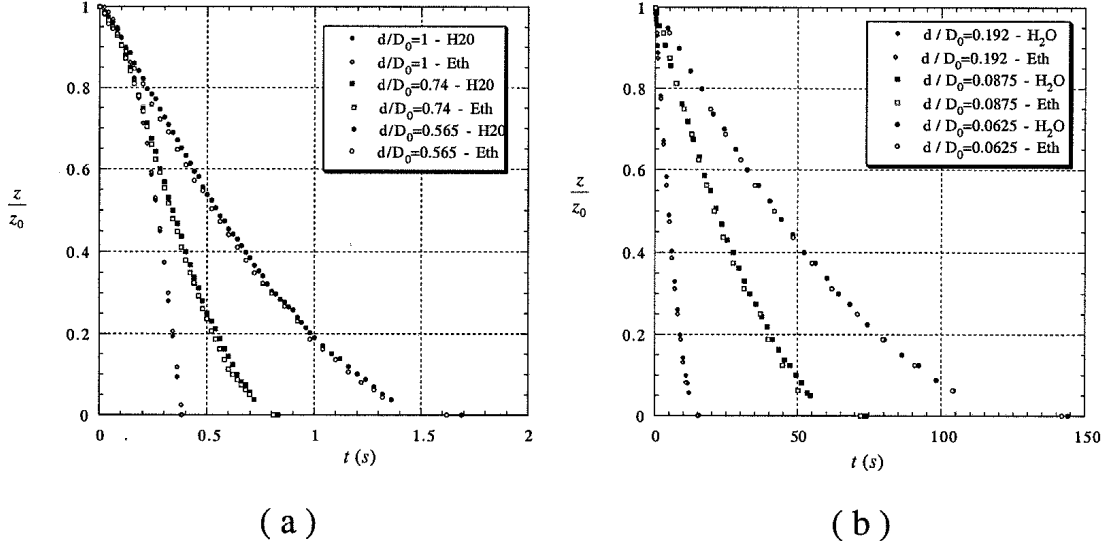 1
0.8
0.6
0.4
0.2
0
z
z0
0
0.5
1
1.5
2
t (s)
d/D0=1 - H20
d/D0=1 - Eth
d/D0=0.74 - H20
d/D0=0.74 - Eth
d/D0=0.565 - H20
d/D0=0.565 - Eth
( a )
1
0.8
0.6
0.4
0.2
0
z
z0
0
50
100
150
t (s)
d / D0=0.192 - H2O
d / D0=0.192 - Eth
d / D0=0.0875 - H2O
d / D0=0.0875 - Eth
d / D0=0.0625 - H2O
d / D0=0.0625 - Eth
( b )